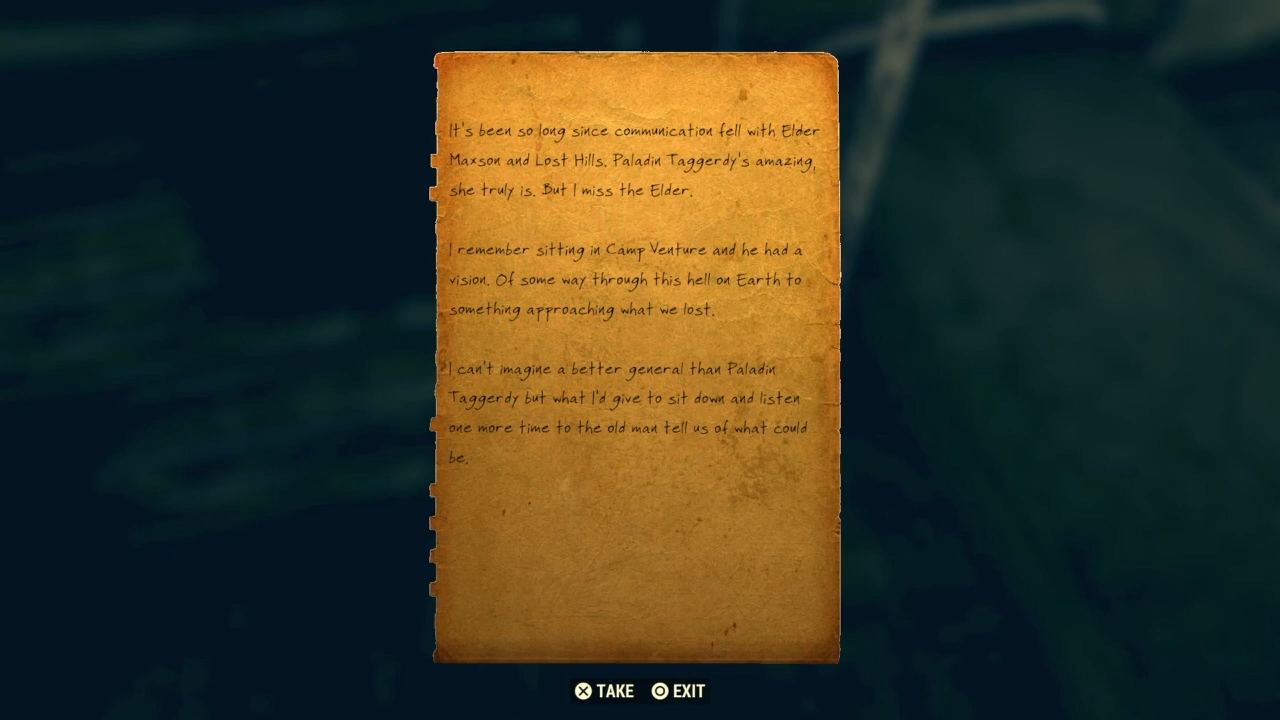 It's been so long since communication fell with Elder
Maxson and Lost Hills. Paladin Taggerdy's amazing,
she truly is. But I miss the Elder.
I remember sitting in Camp Venture and he had a
vision. Of some way through this hell on Earth to
something approaching what we lost.
I can't imagine a better general than Paladin
Taggerdy but what I'd give to sit down and listen
one more time to the old man tell us of what could
be.
TAKE EXIT